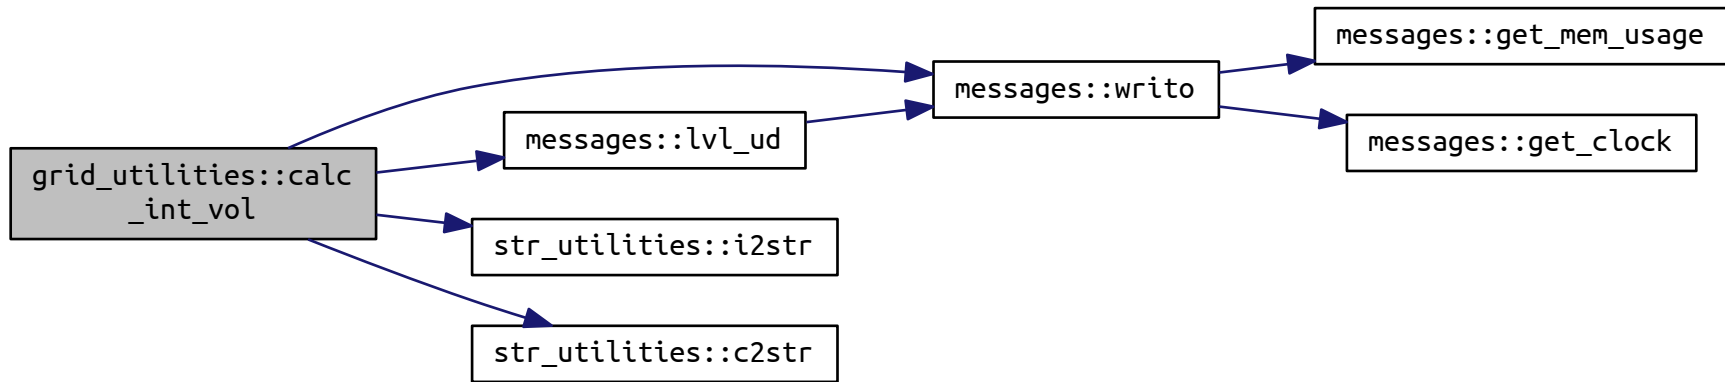 grid_utilities::calc
_int_vol
messages::lvl_ud
str_utilities::i2str
str_utilities::c2str
messages::writo
messages::get_mem_usage
messages::get_clock